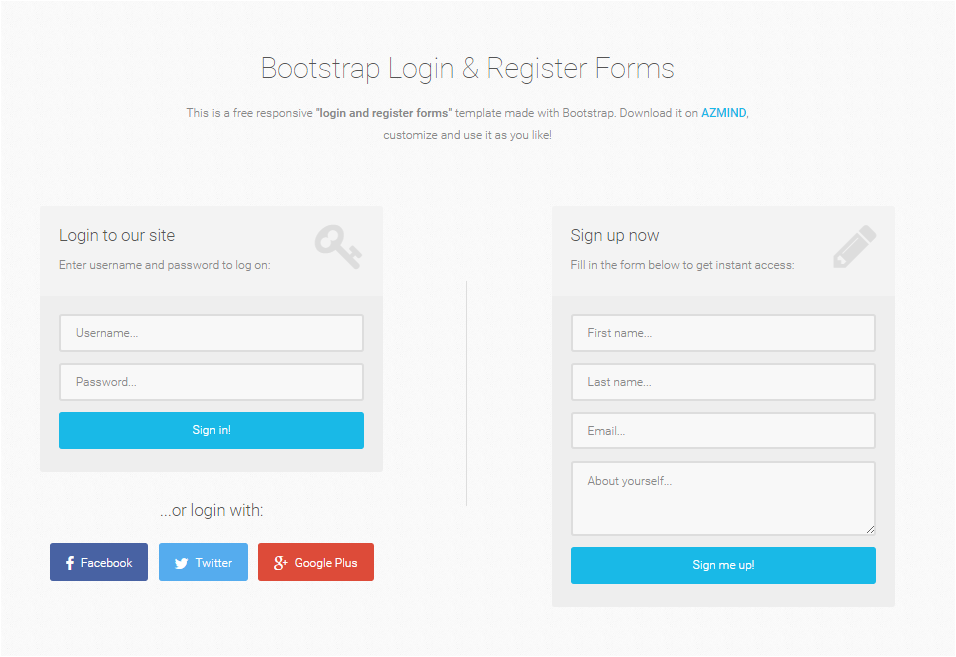 Bootstrap Login & Register Forms
This is a free responsive "login and register forms" template made with Bootstrap. Download it on AZMIND,
customize and use it as you like!
Login to our site
Enter username and password to log on:
Username...
Password...
Sign in!
...or login with:
Facebook
Twitter
Google Plus
Sign up now
Fill in the form below to get instant access:
First name...
Last name...
Email...
About yourself...
Sign me up!